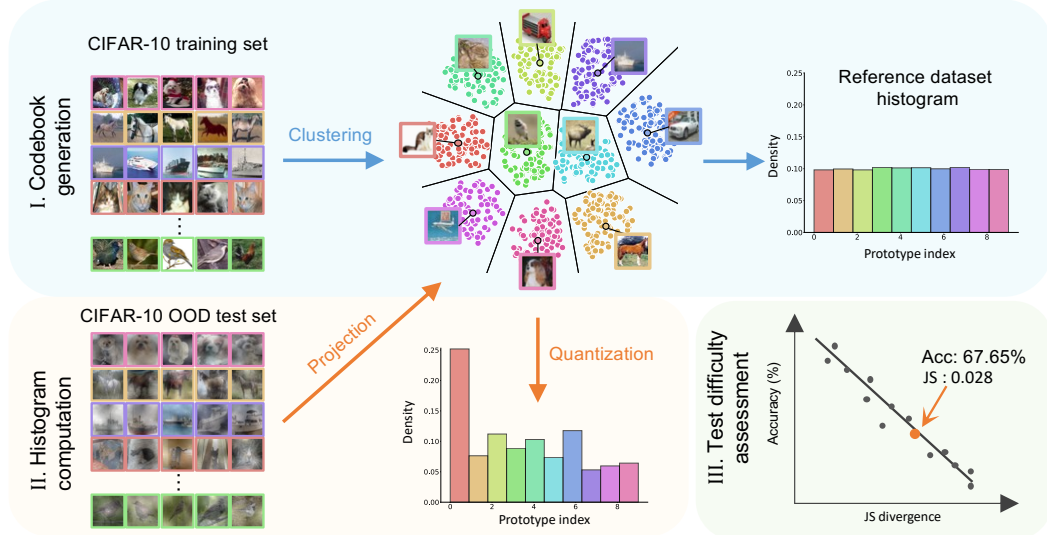 I. Codebook
generation
CIFAR-10 training set
⋮
Clustering
Reference dataset
histogram
Density
0.25
0.20
0.15
0.10
0.05
0.00
0 2 4 6 8
Prototype index
II. Histogram
computation
CIFAR-10 OOD test set
⋮
Projection
Quantization
Density
0.25
0.20
0.15
0.10
0.05
0.00
0 2 4 6 8
Prototype index
III. Test difficulty
assessment
Accuracy (%)
Acc: 67.65%
JS : 0.028
JS divergence